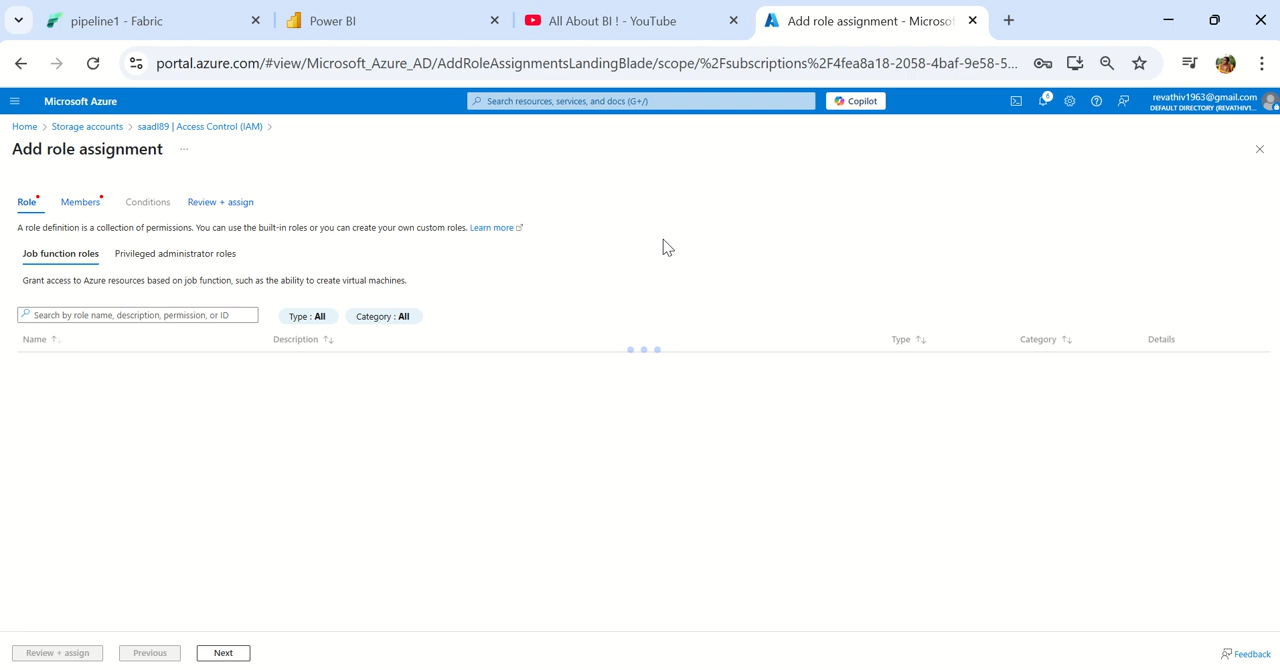 pipeline1 - Fabric
Power BI
All About BI ! - YouTube
Add role assignment - Microsof
portal.azure.com/#view/Microsoft_Azure_AD/AddRoleAssignmentsLandingBlade/scope/%2Fsubscriptions%2F4fea8a18-2058-4baf-9e58-5...
Microsoft Azure
Search resources, services, and docs (G+/)
Copilot
6
revathiv1963@gmail.com
DEFAULT DIRECTORY (REVATHIV1...
Home > Storage accounts > saadl89 | Access Control (IAM) >
Add role assignment ...
Role Members Conditions Review + assign
A role definition is a collection of permissions. You can use the built-in roles or you can create your own custom roles. Learn more
Job function roles Privileged administrator roles
Grant access to Azure resources based on job function, such as the ability to create virtual machines.
Search by role name, description, permission, or ID
Type : All
Category : All
Name ↑↓ Description ↑↓ Type ↑↓ Category ↑↓ Details
Review + assign Previous Next
Feedback